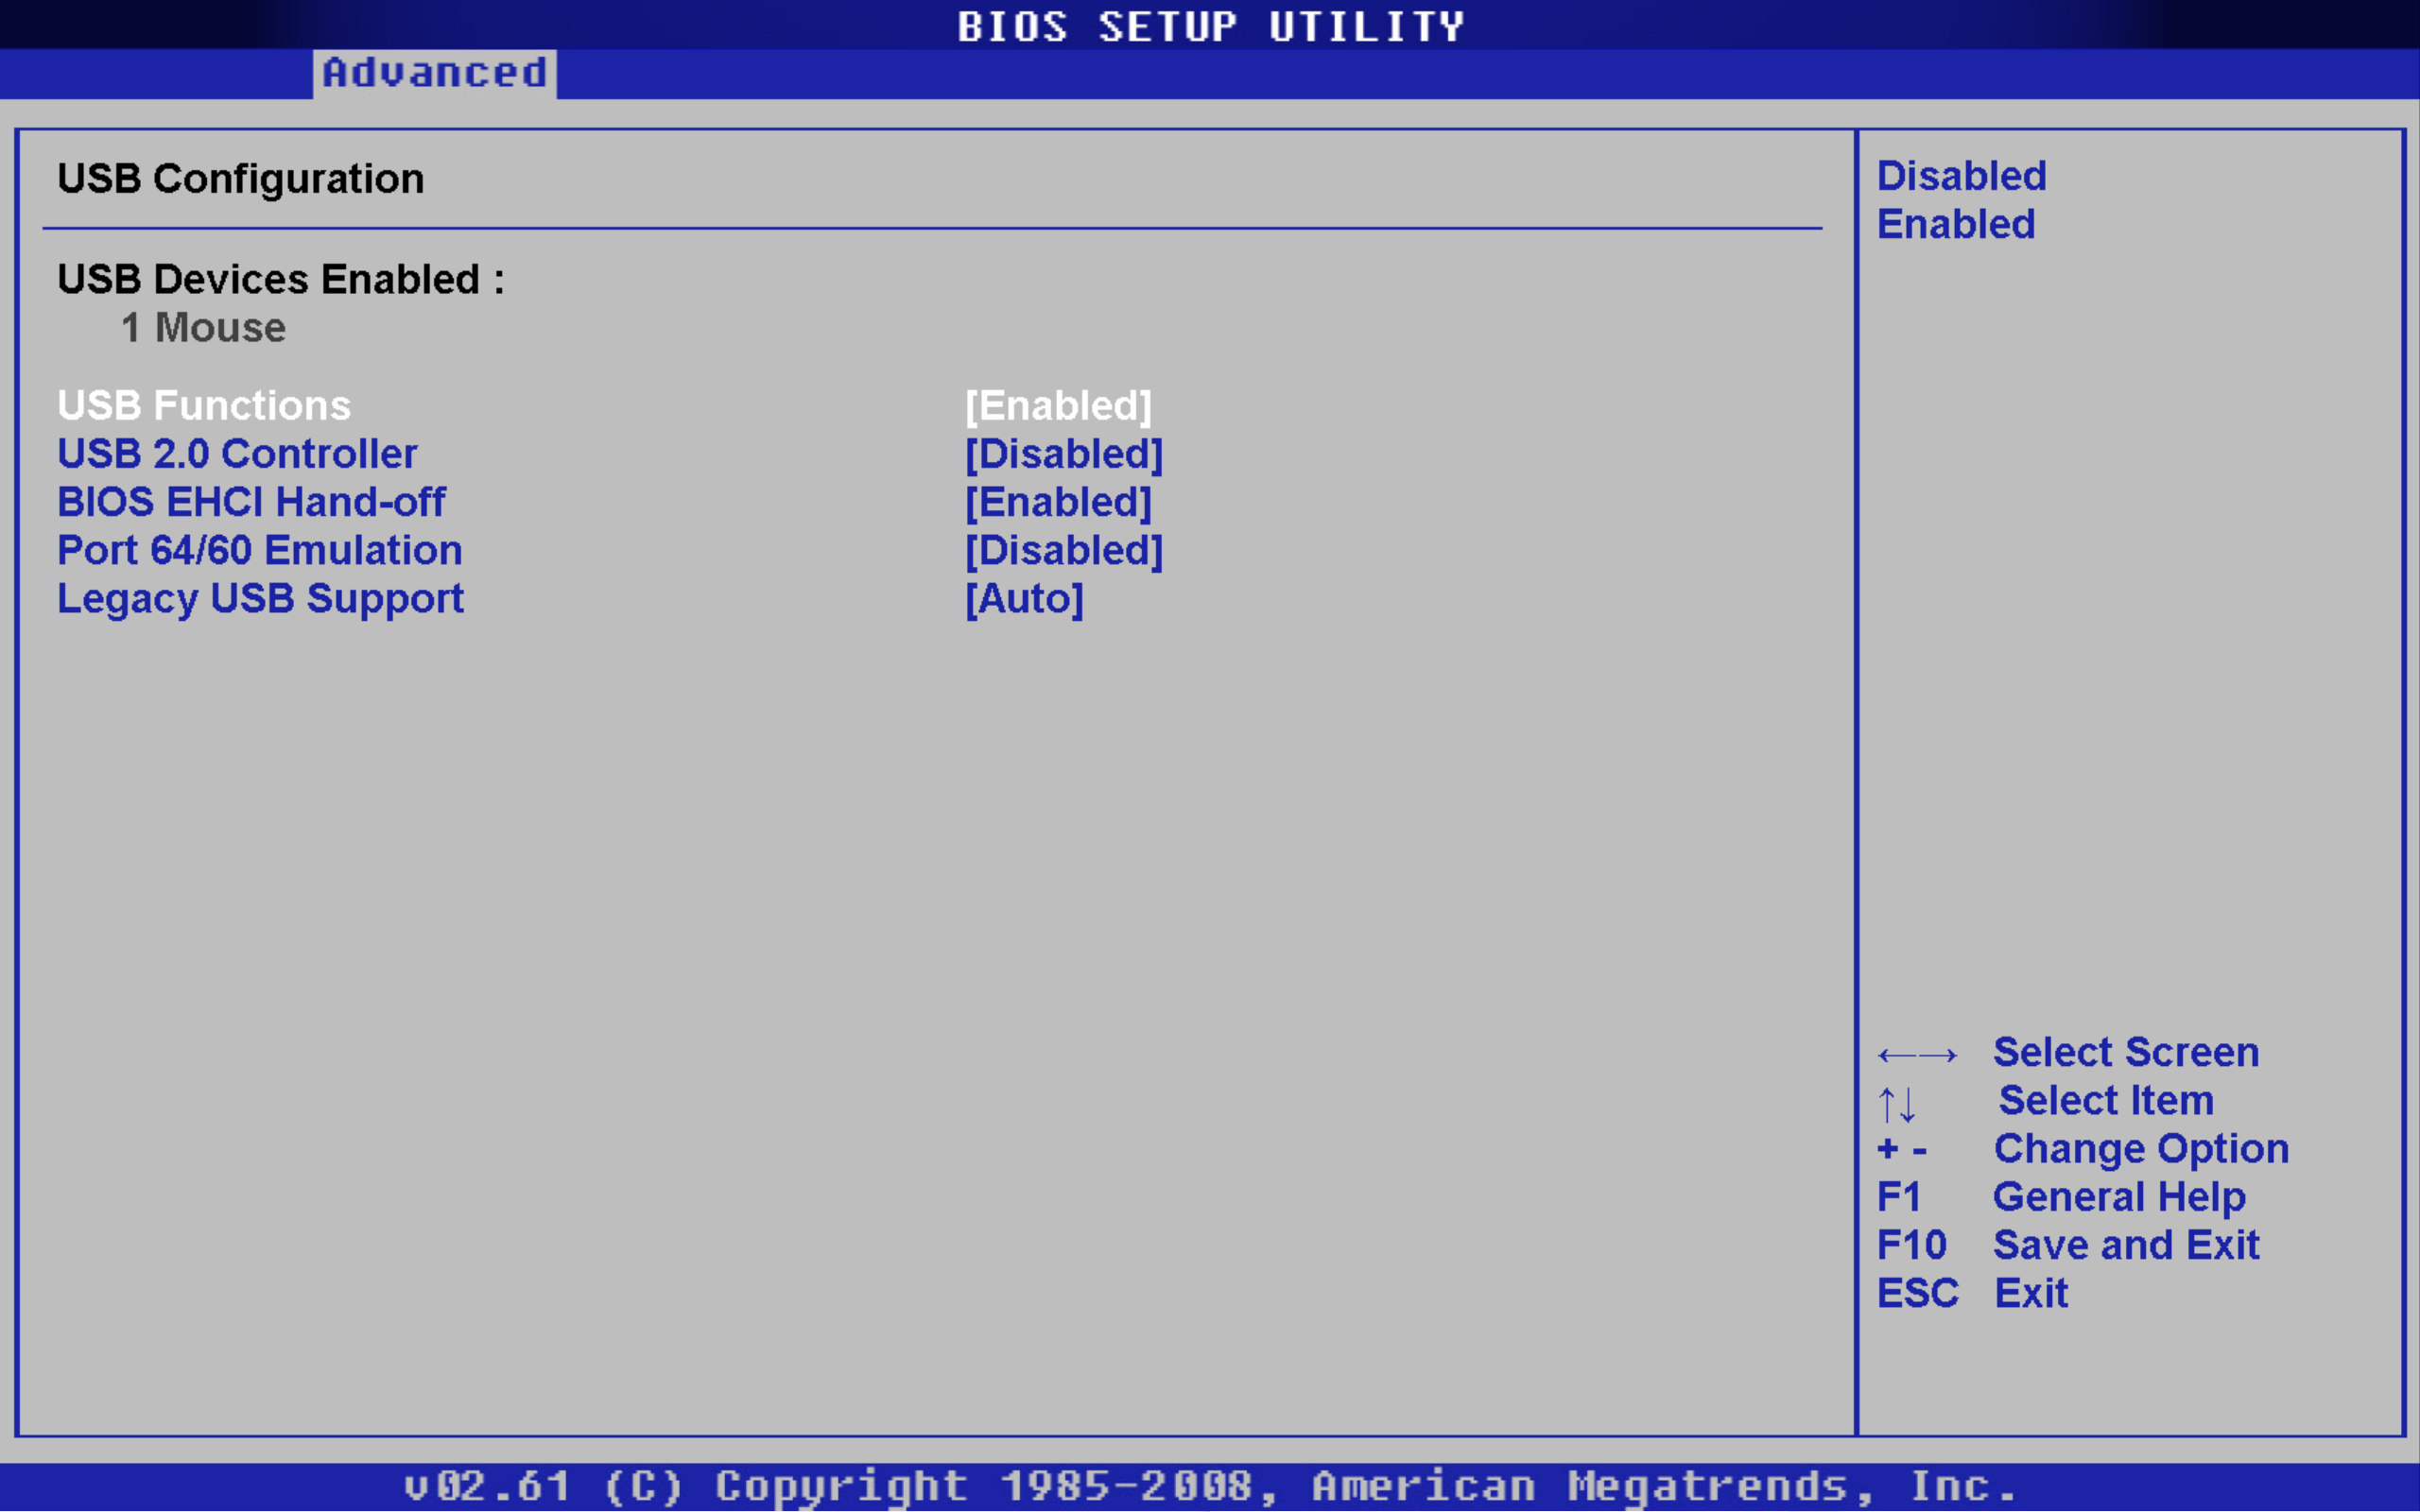 BIOS SETUP UTILITY
Advanced
USB Configuration
USB Devices Enabled :
1 Mouse
USB Functions [Enabled]
USB 2.0 Controller [Disabled]
BIOS EHCI Hand-off [Enabled]
Port 64/60 Emulation [Disabled]
Legacy USB Support [Auto]
Disabled
Enabled
←→ Select Screen
↑↓ Select Item
+ - Change Option
F1 General Help
F10 Save and Exit
ESC Exit
v02.61 (C) Copyright 1985-2008, American Megatrends, Inc.